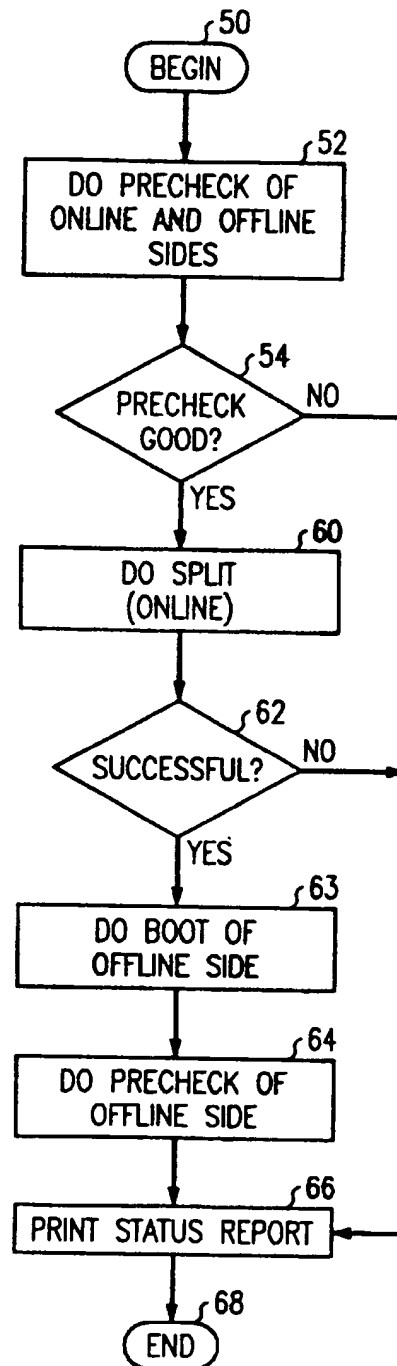 50
BEGIN
52
DO PRECHECK OF
ONLINE AND OFFLINE
SIDES
54
PRECHECK
GOOD?
NO
YES
60
DO SPLIT
(ONLINE)
62
SUCCESSFUL?
NO
YES
63
DO BOOT OF
OFFLINE SIDE
64
DO PRECHECK OF
OFFLINE SIDE
66
PRINT STATUS REPORT
68
END